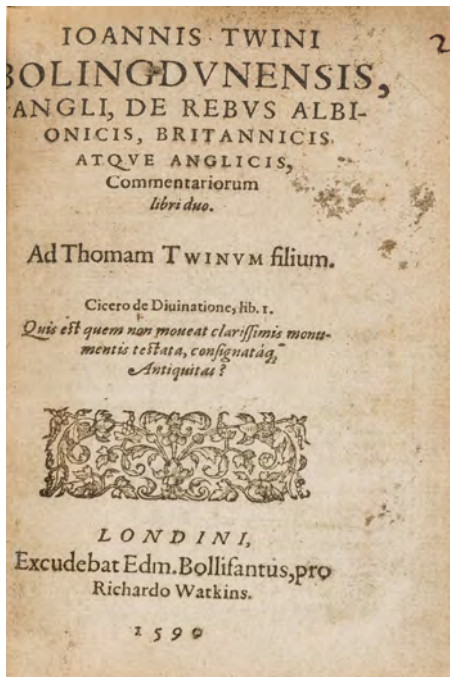 IOANNIS TWINI
BOLINGDVNENSIS,
ANGLI, DE REBVS ALBI-
ONICIS, BRITANNICIS
ATQVE ANGLICIS,
Commentariorum
libri duo.
Ad Thomam TWINVM filium.
Cicero de Diuinatione, lib. 1.
Quis est quem non moueat clarissimis monu-
mentis testata, consignatáq;
Antiquitas?
LONDINI,
Excudebat Edm. Bollifantus, pro
Richardo Watkins.
1590
2